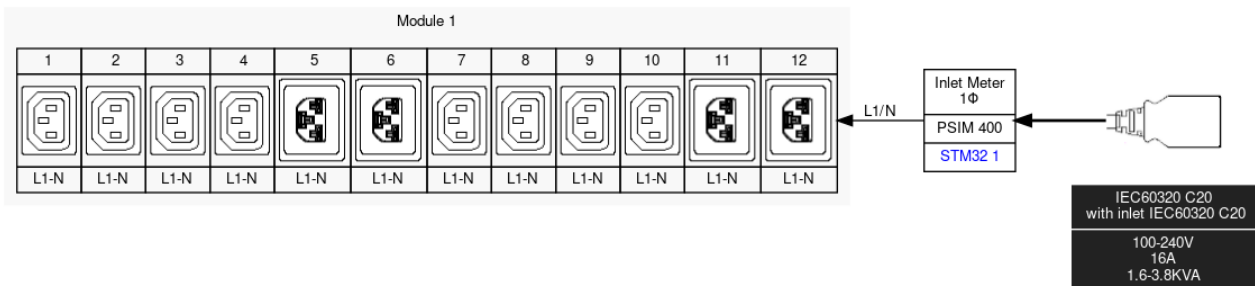 Module 1
1 2 3 4 5 6 7 8 9 10 11 12
L1-N L1-N L1-N L1-N L1-N L1-N L1-N L1-N L1-N L1-N L1-N L1-N
L1/N
Inlet Meter
1Φ
PSIM 400
STM32 1
IEC60320 C20
with inlet IEC60320 C20
100-240V
16A
1.6-3.8KVA